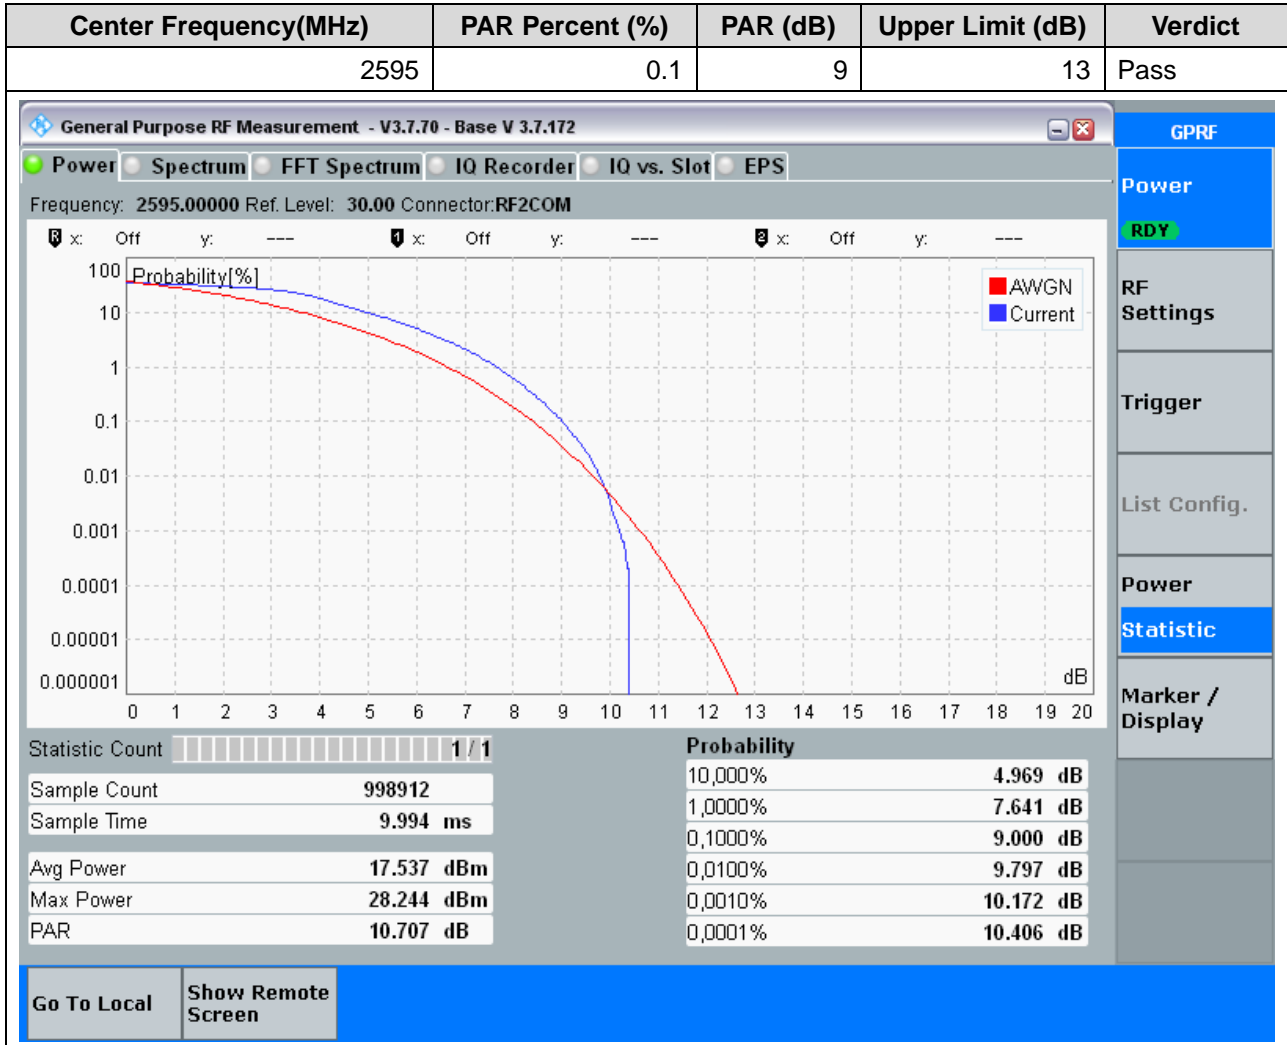 Center Frequency(MHz) PAR Percent (%) PAR (dB) Upper Limit (dB) Verdict
2595 0.1 9 13 Pass
General Purpose RF Measurement - V3.7.70 - Base V 3.7.172
GPRF
Power Spectrum FFT Spectrum IQ Recorder IQ vs. Slot EPS
Power
RDY
Frequency: 2595.00000 Ref. Level: 30.00 Connector:RF2COM
R x: Off y: --- 1 x: Off y: --- 2 x: Off y: ---
100 Probability[%]
AWGN
Current
RF
Settings
10
1
Trigger
0.1
0.01
List Config.
0.001
0.0001
Power
0.00001
Statistic
0.000001
dB
Marker /
Display
0 1 2 3 4 5 6 7 8 9 10 11 12 13 14 15 16 17 18 19 20
Statistic Count 1 / 1
Probability
Sample Count 998912
Sample Time 9.994 ms
Avg Power 17.537 dBm
Max Power 28.244 dBm
PAR 10.707 dB
10,000% 4.969 dB
1,0000% 7.641 dB
0,1000% 9.000 dB
0,0100% 9.797 dB
0,0010% 10.172 dB
0,0001% 10.406 dB
Go To Local
Show Remote
Screen